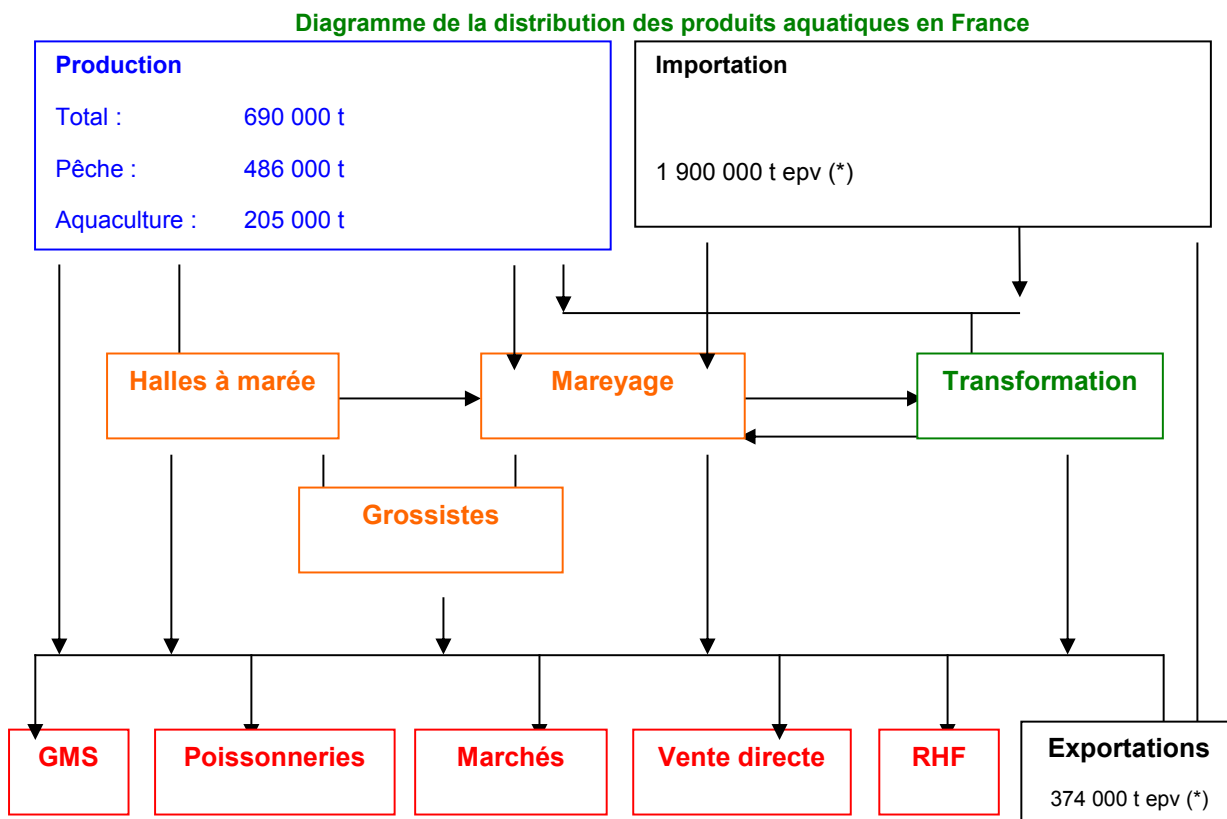 Diagramme de la distribution des produits aquatiques en France
Production
Total : 690 000 t
Pêche : 486 000 t
Aquaculture : 205 000 t
Importation
1 900 000 t epv (*)
Halles à marée
Mareyage
Transformation
Grossistes
GMS
Poissonneries
Marchés
Vente directe
RHF
Exportations
374 000 t epv (*)